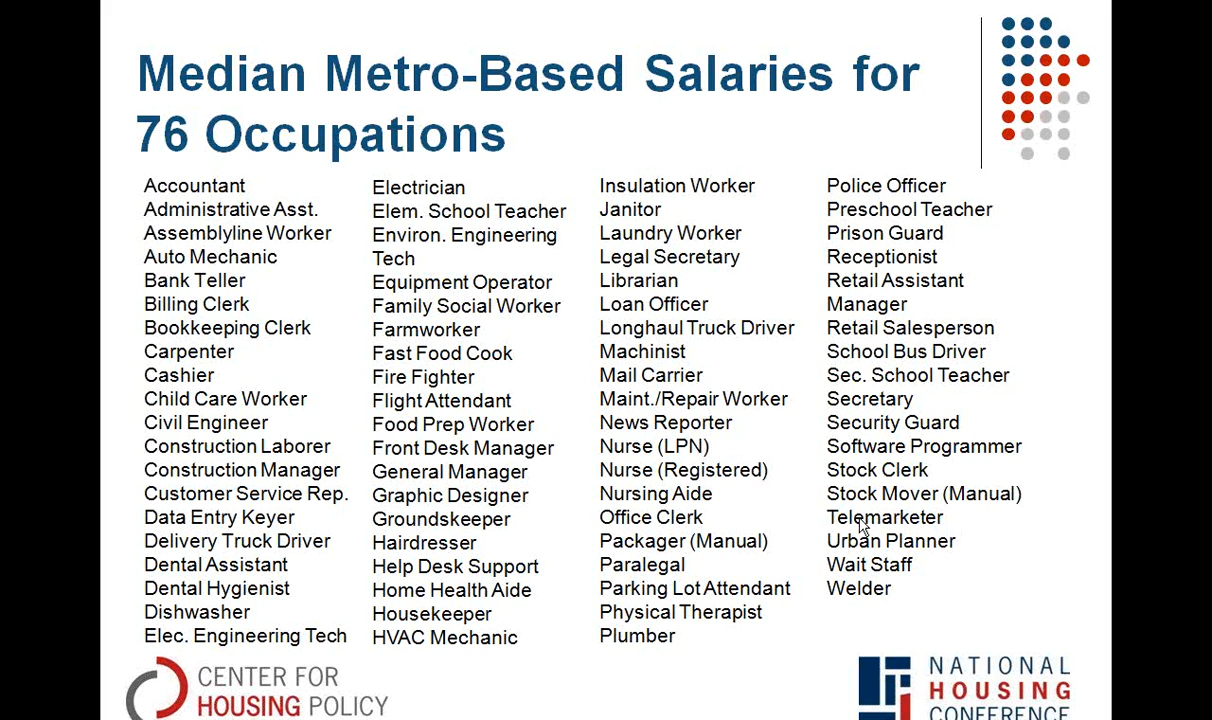 Median Metro-Based Salaries for
76 Occupations
Accountant
Administrative Asst.
Assemblyline Worker
Auto Mechanic
Bank Teller
Billing Clerk
Bookkeeping Clerk
Carpenter
Cashier
Child Care Worker
Civil Engineer
Construction Laborer
Construction Manager
Customer Service Rep.
Data Entry Keyer
Delivery Truck Driver
Dental Assistant
Dental Hygienist
Dishwasher
Elec. Engineering Tech
Electrician
Elem. School Teacher
Environ. Engineering
Tech
Equipment Operator
Family Social Worker
Farmworker
Fast Food Cook
Fire Fighter
Flight Attendant
Food Prep Worker
Front Desk Manager
General Manager
Graphic Designer
Groundskeeper
Hairdresser
Help Desk Support
Home Health Aide
Housekeeper
HVAC Mechanic
Insulation Worker
Janitor
Laundry Worker
Legal Secretary
Librarian
Loan Officer
Longhaul Truck Driver
Machinist
Mail Carrier
Maint./Repair Worker
News Reporter
Nurse (LPN)
Nurse (Registered)
Nursing Aide
Office Clerk
Packager (Manual)
Paralegal
Parking Lot Attendant
Physical Therapist
Plumber
Police Officer
Preschool Teacher
Prison Guard
Receptionist
Retail Assistant
Manager
Retail Salesperson
School Bus Driver
Sec. School Teacher
Secretary
Security Guard
Software Programmer
Stock Clerk
Stock Mover (Manual)
Telemarketer
Urban Planner
Wait Staff
Welder
CENTER FOR
HOUSING POLICY
NATIONAL
HOUSING
CONFERENCE